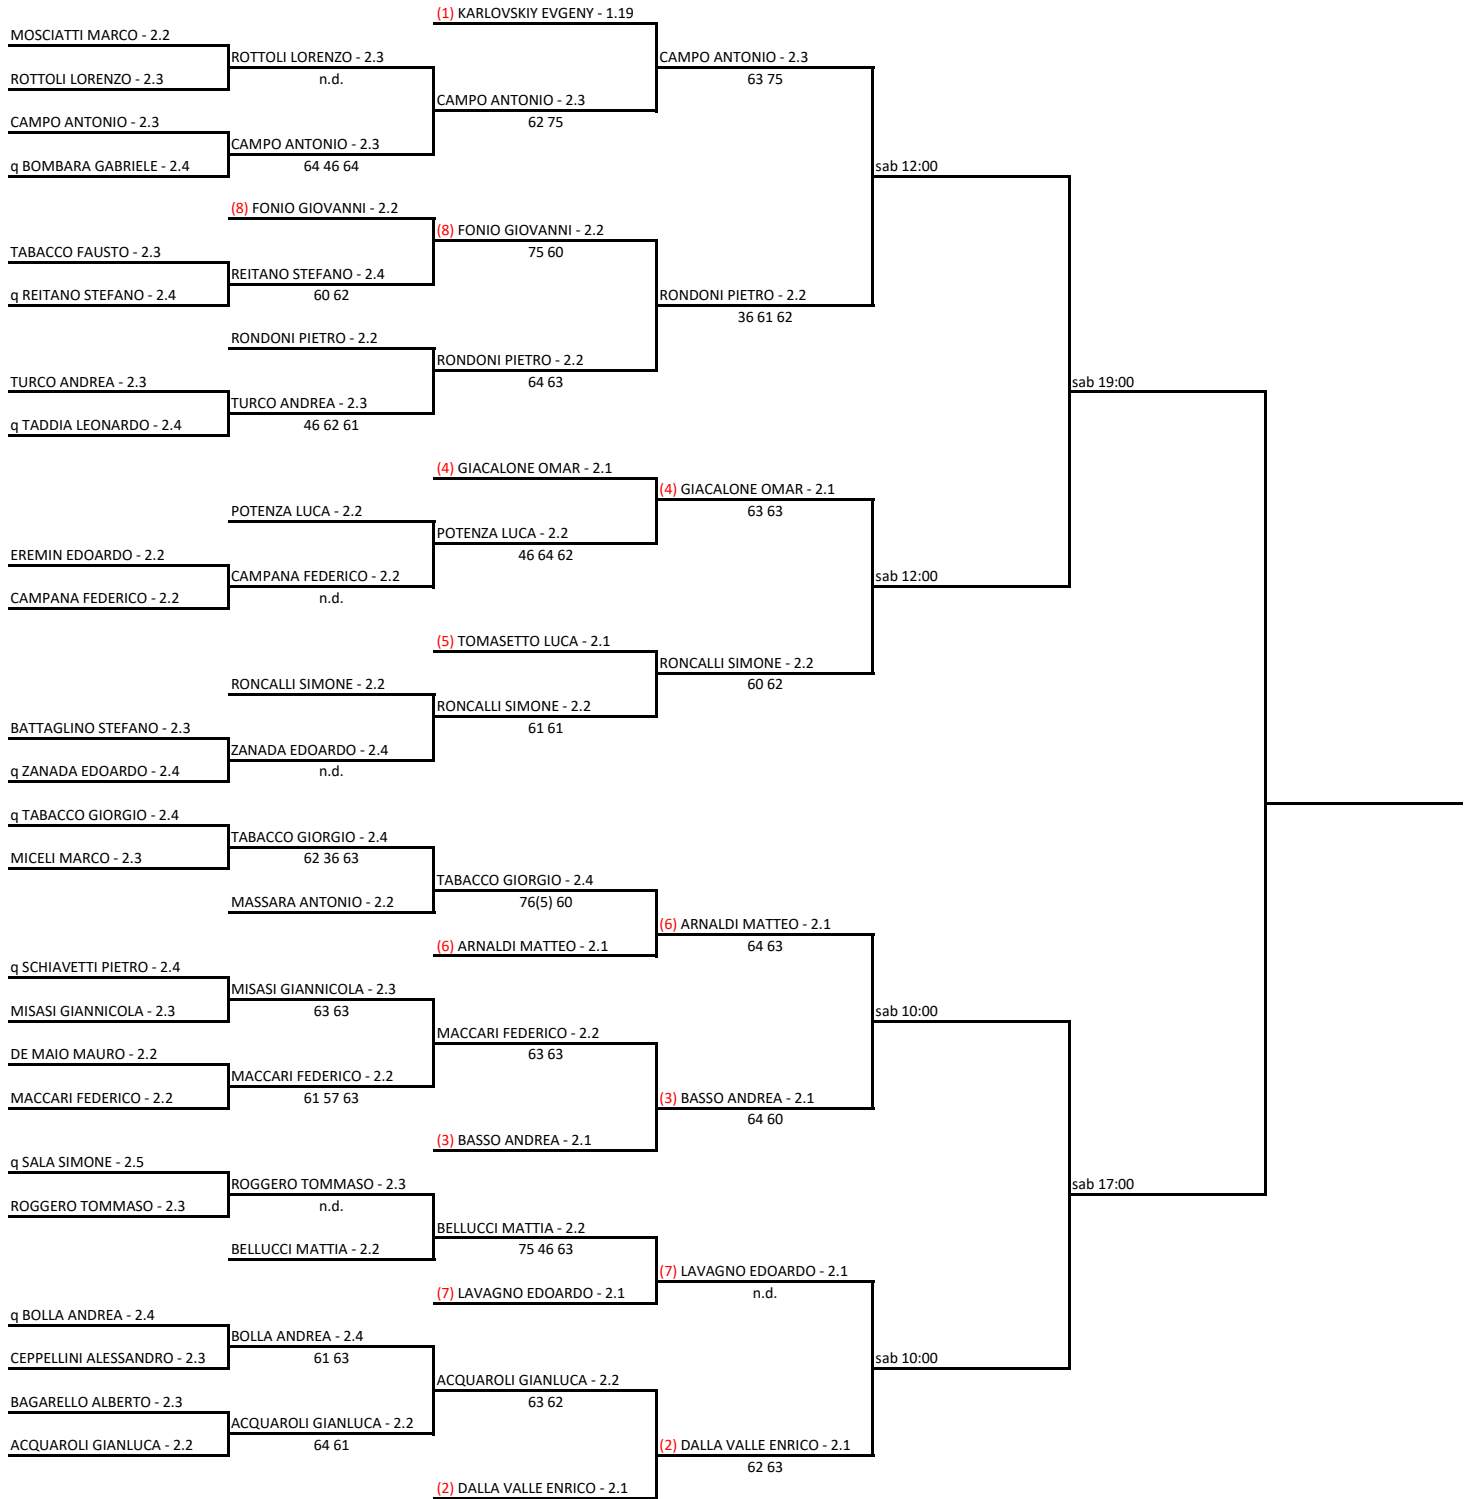 (1) KARLOVSKIY EVGENY - 1.19
MOSCIATTI MARCO - 2.2
ROTTOLI LORENZO - 2.3
CAMPO ANTONIO - 2.3
ROTTOLI LORENZO - 2.3
n.d.
63 75
CAMPO ANTONIO - 2.3
CAMPO ANTONIO - 2.3
62 75
CAMPO ANTONIO - 2.3
64 46 64
q BOMBARA GABRIELE - 2.4
sab 12:00
(8) FONIO GIOVANNI - 2.2
(8) FONIO GIOVANNI - 2.2
75 60
TABACCO FAUSTO - 2.3
REITANO STEFANO - 2.4
60 62
q REITANO STEFANO - 2.4
RONDONI PIETRO - 2.2
36 61 62
RONDONI PIETRO - 2.2
RONDONI PIETRO - 2.2
64 63
TURCO ANDREA - 2.3
sab 19:00
TURCO ANDREA - 2.3
46 62 61
q TADDIA LEONARDO - 2.4
(4) GIACALONE OMAR - 2.1
(4) GIACALONE OMAR - 2.1
63 63
POTENZA LUCA - 2.2
POTENZA LUCA - 2.2
46 64 62
EREMIN EDOARDO - 2.2
CAMPANA FEDERICO - 2.2
n.d.
sab 12:00
CAMPANA FEDERICO - 2.2
(5) TOMASETTO LUCA - 2.1
RONCALLI SIMONE - 2.2
60 62
RONCALLI SIMONE - 2.2
RONCALLI SIMONE - 2.2
61 61
BATTAGLINO STEFANO - 2.3
ZANADA EDOARDO - 2.4
n.d.
q ZANADA EDOARDO - 2.4
q TABACCO GIORGIO - 2.4
TABACCO GIORGIO - 2.4
62 36 63
MICELI MARCO - 2.3
TABACCO GIORGIO - 2.4
76(5) 60
MASSARA ANTONIO - 2.2
(6) ARNALDI MATTEO - 2.1
64 63
(6) ARNALDI MATTEO - 2.1
q SCHIAVETTI PIETRO - 2.4
MISASI GIANNICOLA - 2.3
63 63
MISASI GIANNICOLA - 2.3
sab 10:00
MACCARI FEDERICO - 2.2
63 63
DE MAIO MAURO - 2.2
MACCARI FEDERICO - 2.2
61 57 63
MACCARI FEDERICO - 2.2
(3) BASSO ANDREA - 2.1
64 60
(3) BASSO ANDREA - 2.1
q SALA SIMONE - 2.5
ROGGERO TOMMASO - 2.3
n.d.
sab 17:00
ROGGERO TOMMASO - 2.3
BELLUCCI MATTIA - 2.2
75 46 63
BELLUCCI MATTIA - 2.2
(7) LAVAGNO EDOARDO - 2.1
n.d.
(7) LAVAGNO EDOARDO - 2.1
q BOLLA ANDREA - 2.4
BOLLA ANDREA - 2.4
61 63
CEPPELLINI ALESSANDRO - 2.3
sab 10:00
ACQUAROLI GIANLUCA - 2.2
63 62
BAGARELLO ALBERTO - 2.3
ACQUAROLI GIANLUCA - 2.2
64 61
ACQUAROLI GIANLUCA - 2.2
(2) DALLA VALLE ENRICO - 2.1
62 63
(2) DALLA VALLE ENRICO - 2.1